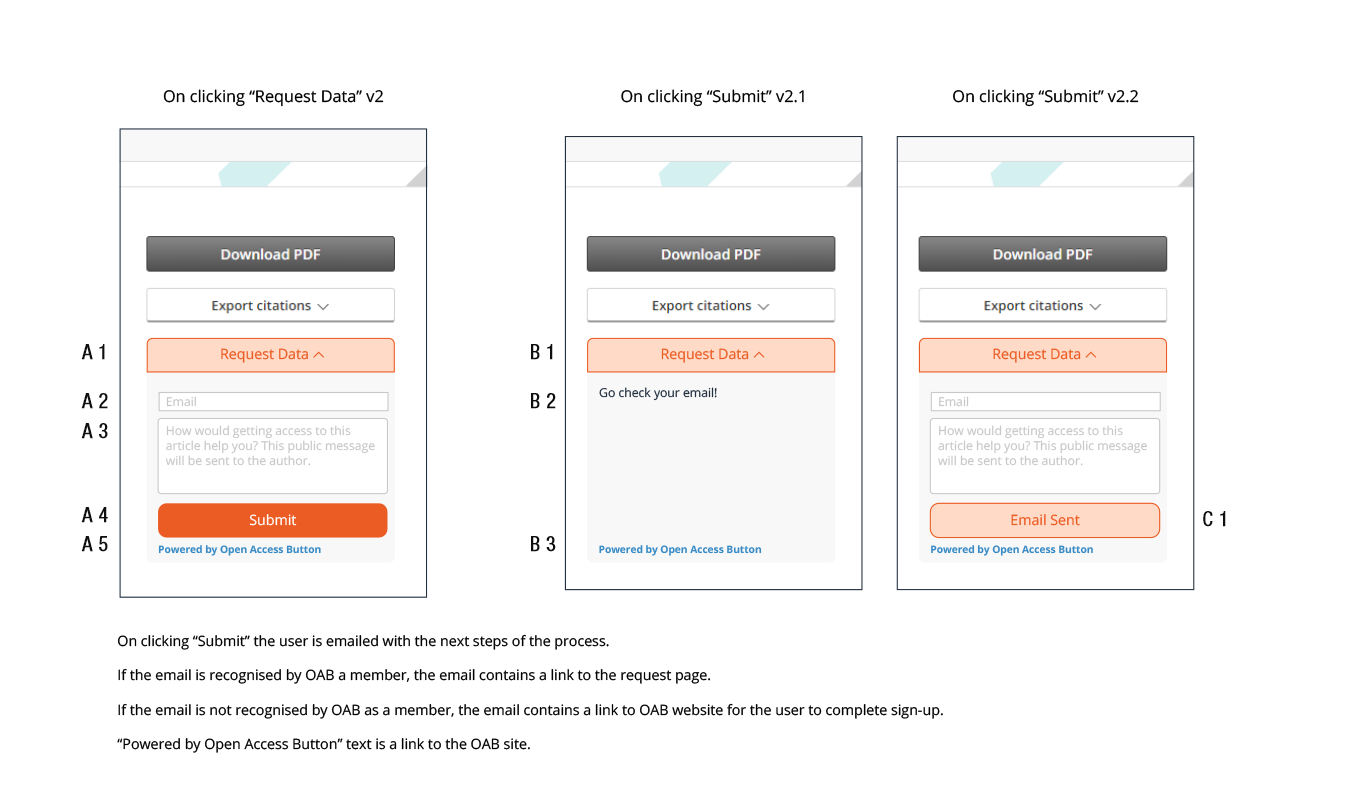 On clicking “Request Data” v2
Download PDF
Export citations
A 1
Request Data
A 2
Email
A 3
How would getting access to this
article help you? This public message
will be sent to the author.
A 4
Submit
A 5
Powered by Open Access Button
On clicking “Submit” v2.1
Download PDF
Export citations
B 1
Request Data
B 2
Go check your email!
B 3
Powered by Open Access Button
On clicking “Submit” v2.2
Download PDF
Export citations
Request Data
Email
How would getting access to this
article help you? This public message
will be sent to the author.
Email Sent
C 1
Powered by Open Access Button
On clicking “Submit” the user is emailed with the next steps of the process.
If the email is recognised by OAB a member, the email contains a link to the request page.
If the email is not recognised by OAB as a member, the email contains a link to OAB website for the user to complete sign-up.
“Powered by Open Access Button” text is a link to the OAB site.